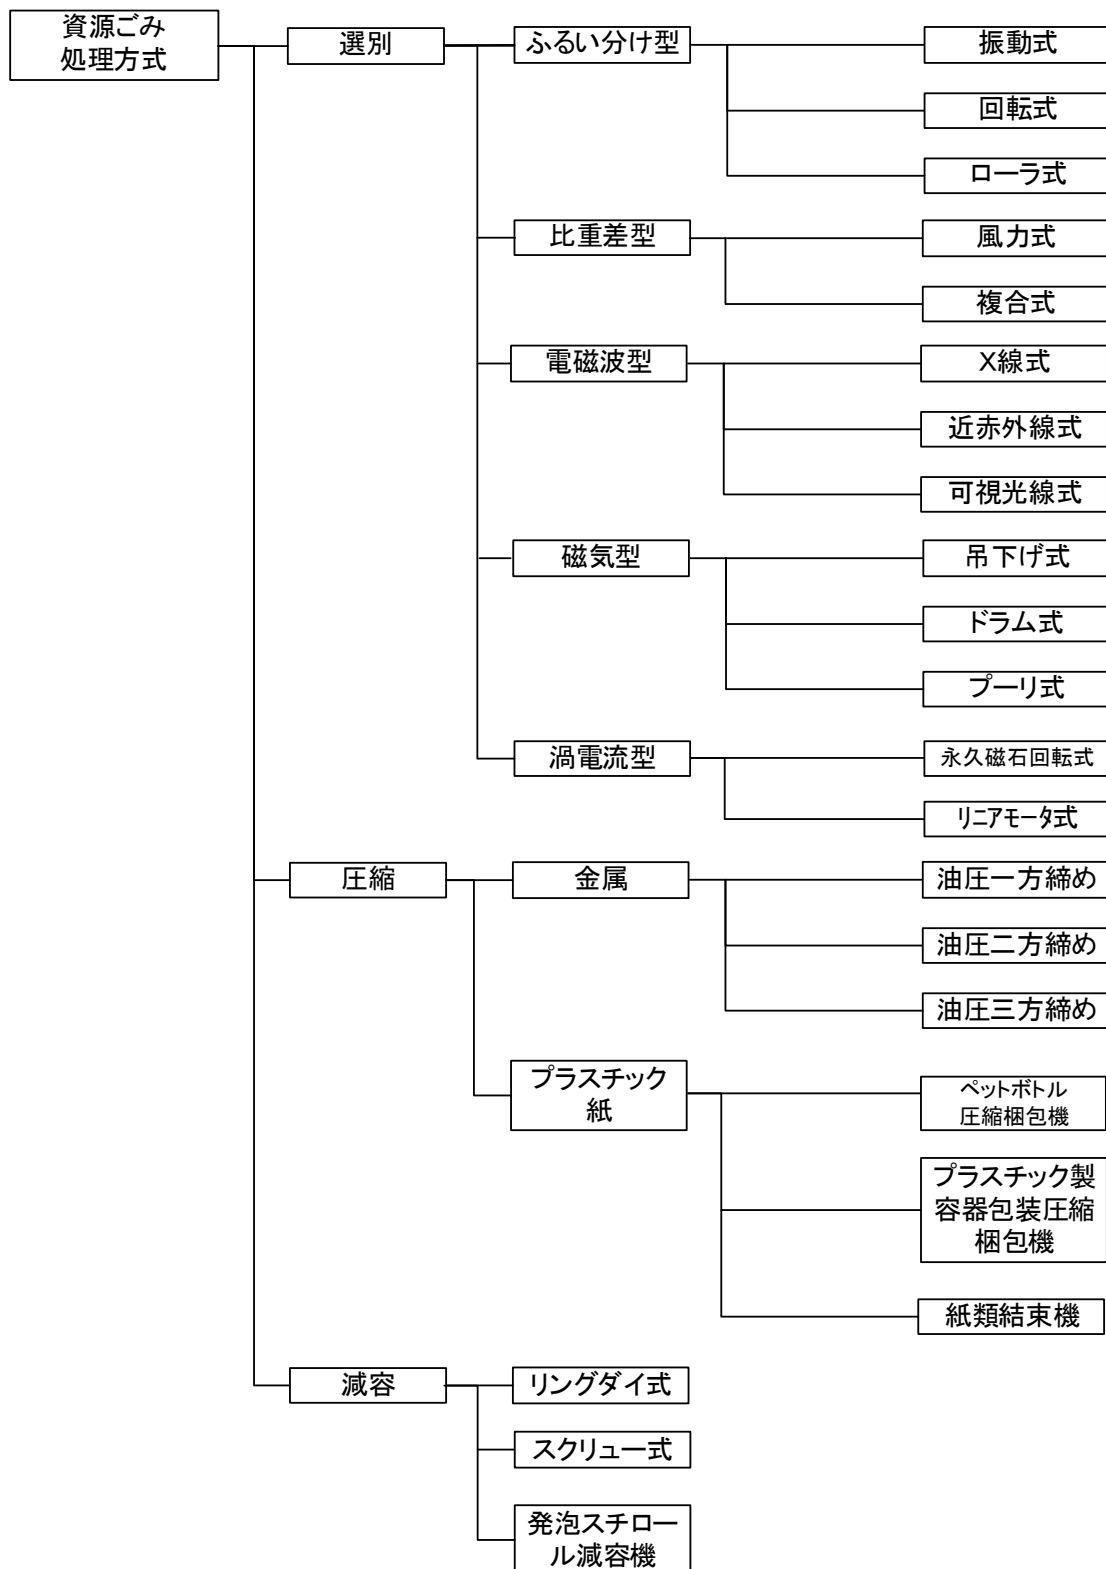 資源ごみ
処理方式
選別
ふるい分け型
振動式
回転式
ローラ式
比重差型
風力式
複合式
電磁波型
X線式
近赤外線式
可視光線式
磁気型
吊下げ式
ドラム式
プーリ式
渦電流型
永久磁石回転式
リニアモータ式
圧縮
金属
油圧一方締め
油圧二方締め
油圧三方締め
プラスチック
紙
ペットボトル
圧縮梱包機
プラスチック製
容器包装圧縮
梱包機
紙類結束機
減容
リングダイ式
スクリュー式
発泡スチロー
ル減容機